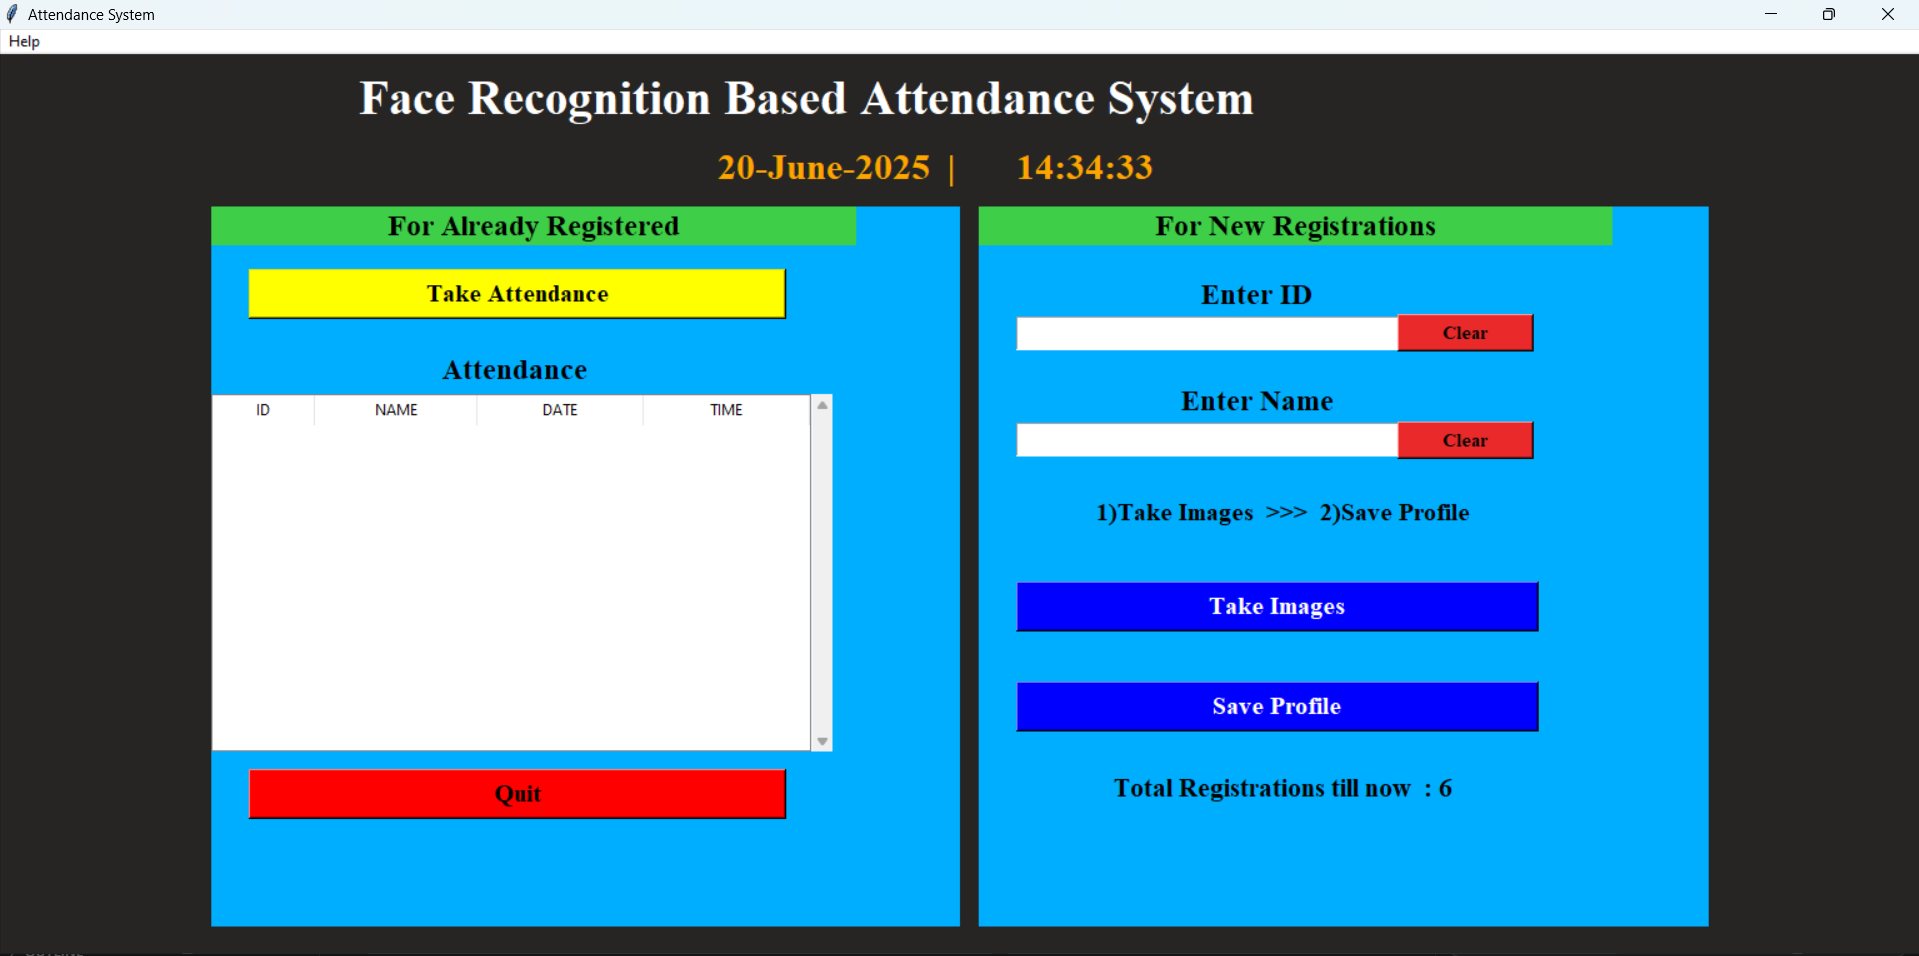 Attendance System
Help
Face Recognition Based Attendance System
20-June-2025 | 14:34:33
For Already Registered
Take Attendance
Attendance
ID NAME DATE TIME
Quit
For New Registrations
Enter ID
Clear
Enter Name
Clear
1)Take Images >>> 2)Save Profile
Take Images
Save Profile
Total Registrations till now : 6